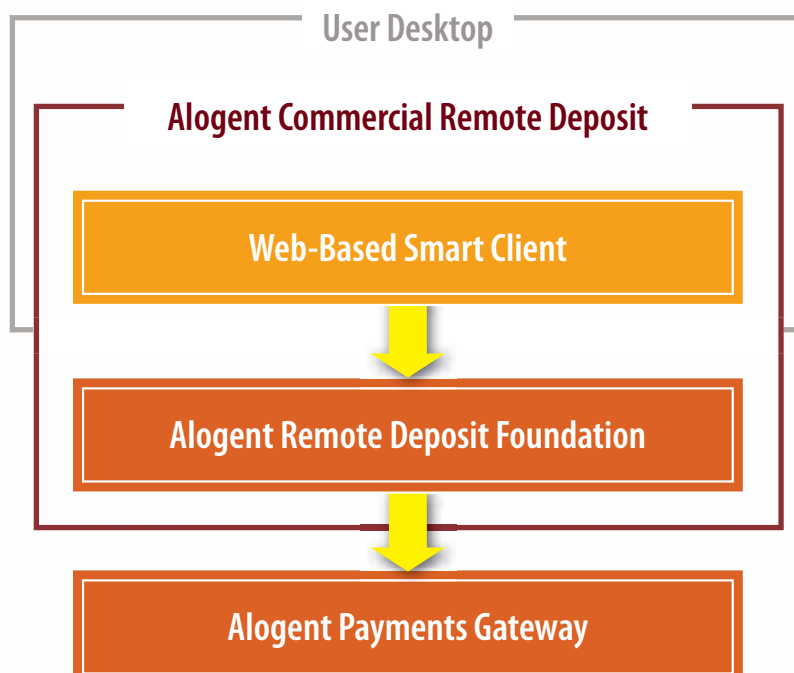 User Desktop
Alogent Commercial Remote Deposit
Web-Based Smart Client
Alogent Remote Deposit Foundation
Alogent Payments Gateway